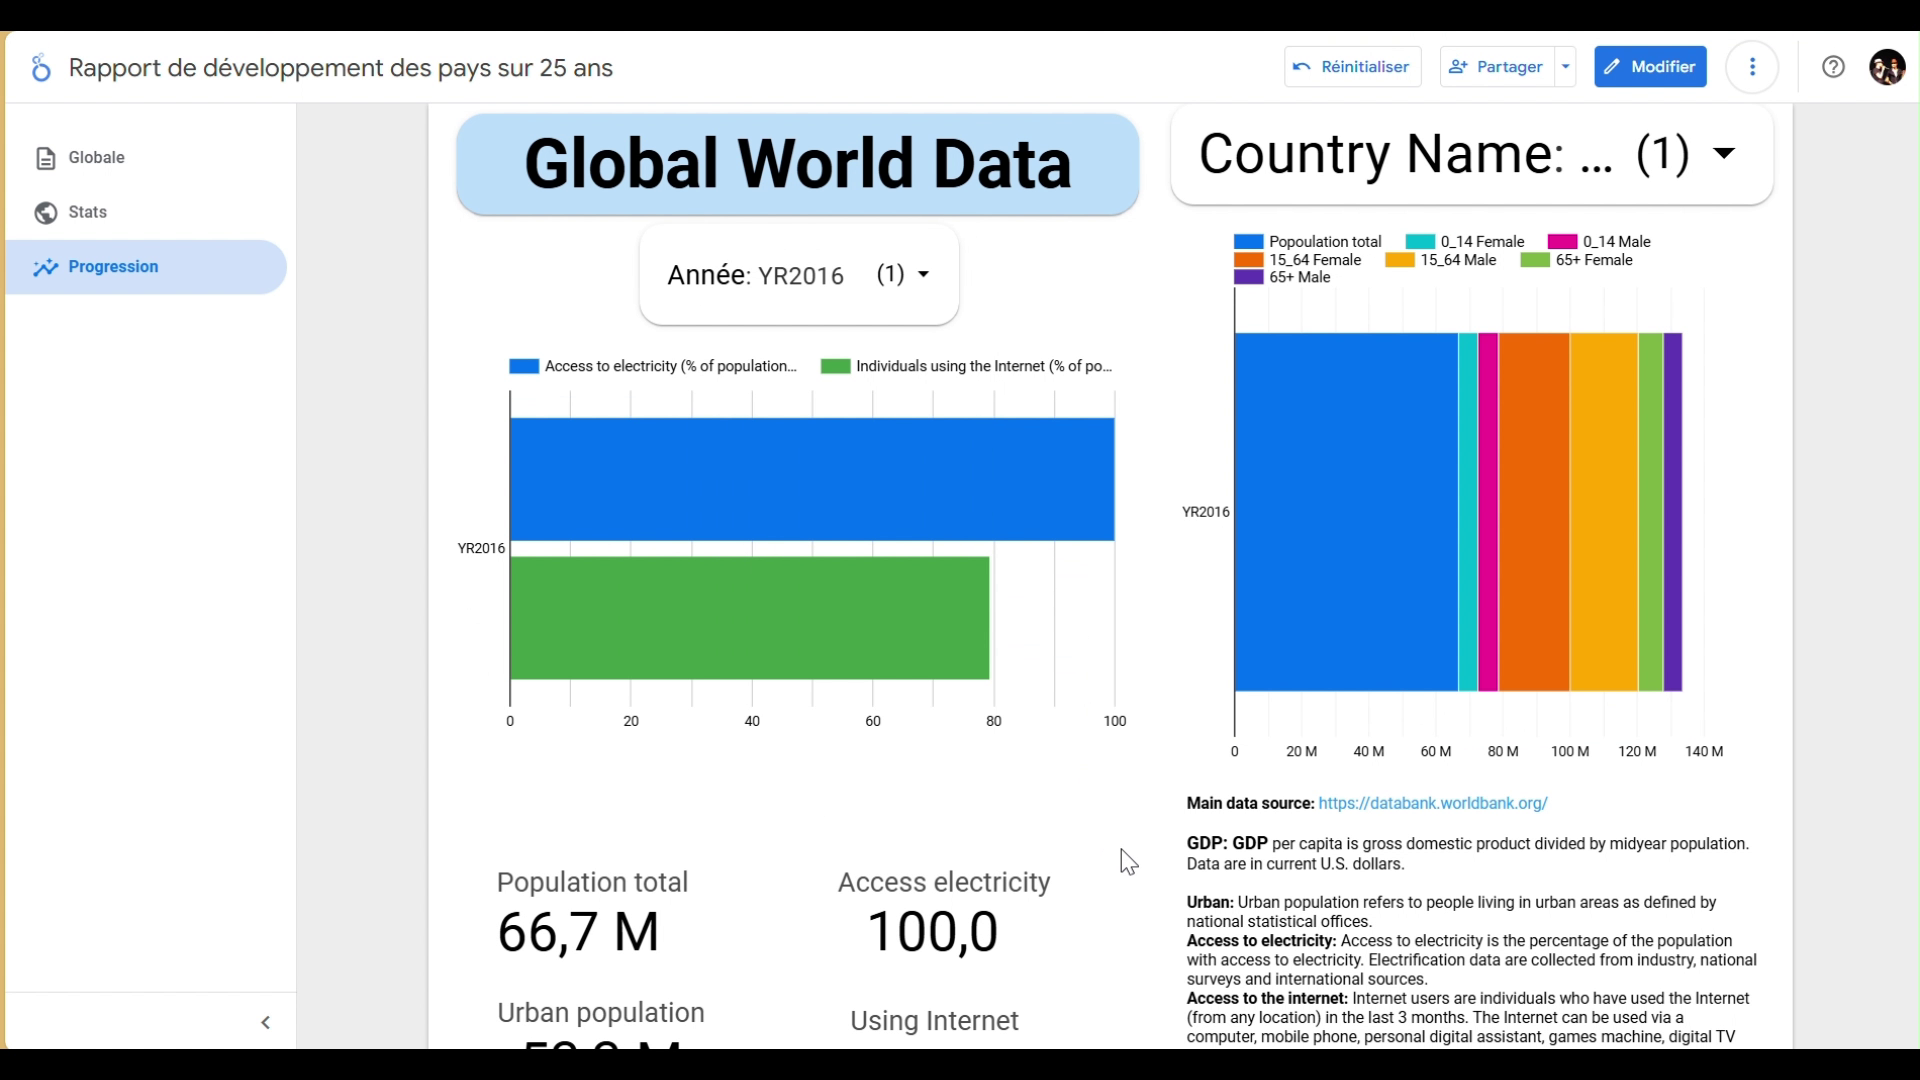 Rapport de développement des pays sur 25 ans
Réinitialiser
Partager
Modifier
Globale
Stats
Progression
Global World Data
Country Name: ... (1)
Année: YR2016 (1)
Access to electricity (% of population...
Individuals using the Internet (% of po...
YR2016
0 20 40 60 80 100
Popoulation total 0_14 Female 0_14 Male
15_64 Female 15_64 Male 65+ Female
65+ Male
YR2016
0 20 M 40 M 60 M 80 M 100 M 120 M 140 M
Population total
66,7 M
Access electricity
100,0
Urban population
Using Internet
Main data source: https://databank.worldbank.org/
GDP: GDP per capita is gross domestic product divided by midyear population.
Data are in current U.S. dollars.
Urban: Urban population refers to people living in urban areas as defined by
national statistical offices.
Access to electricity: Access to electricity is the percentage of the population
with access to electricity. Electrification data are collected from industry, national
surveys and international sources.
Access to the internet: Internet users are individuals who have used the Internet
(from any location) in the last 3 months. The Internet can be used via a
computer, mobile phone, personal digital assistant, games machine, digital TV